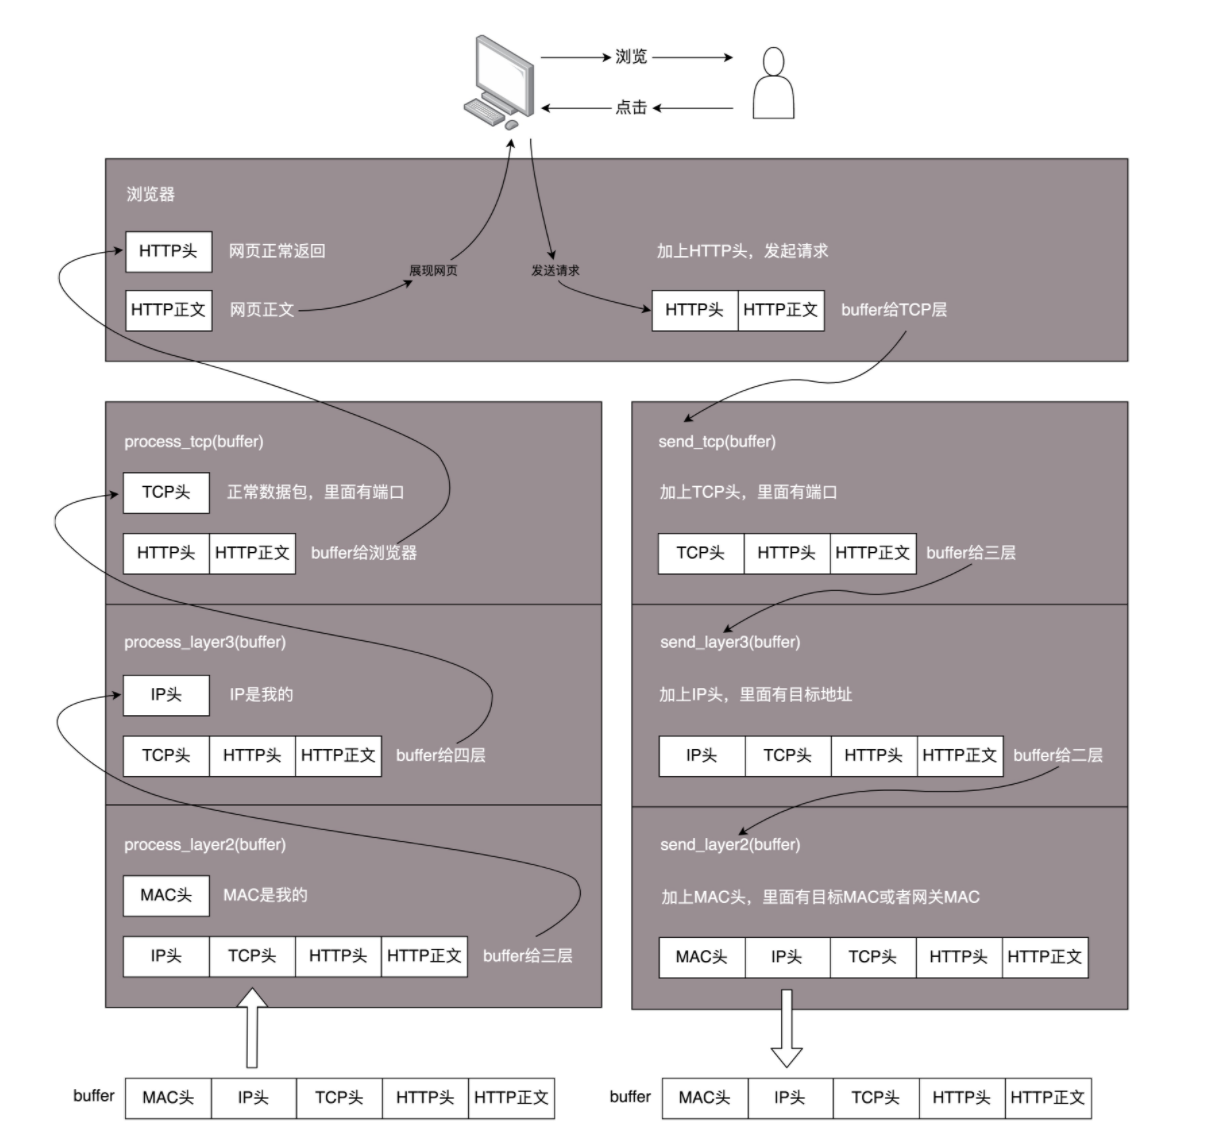 浏览
点击
浏览器
HTTP头 网页正常返回
加上HTTP头，发起请求
展现网页
发送请求
HTTP正文 网页正文
HTTP头 HTTP正文 buffer给TCP层
process_tcp(buffer)
TCP头 正常数据包，里面有端口
HTTP头 HTTP正文 buffer给浏览器
process_layer3(buffer)
IP头 IP是我的
TCP头 HTTP头 HTTP正文 buffer给四层
process_layer2(buffer)
MAC头 MAC是我的
IP头 TCP头 HTTP头 HTTP正文 buffer给三层
buffer MAC头 IP头 TCP头 HTTP头 HTTP正文
send_tcp(buffer)
加上TCP头，里面有端口
TCP头 HTTP头 HTTP正文 buffer给三层
send_layer3(buffer)
加上IP头，里面有目标地址
IP头 TCP头 HTTP头 HTTP正文 buffer给二层
send_layer2(buffer)
加上MAC头，里面有目标MAC或者网关MAC
MAC头 IP头 TCP头 HTTP头 HTTP正文
buffer MAC头 IP头 TCP头 HTTP头 HTTP正文